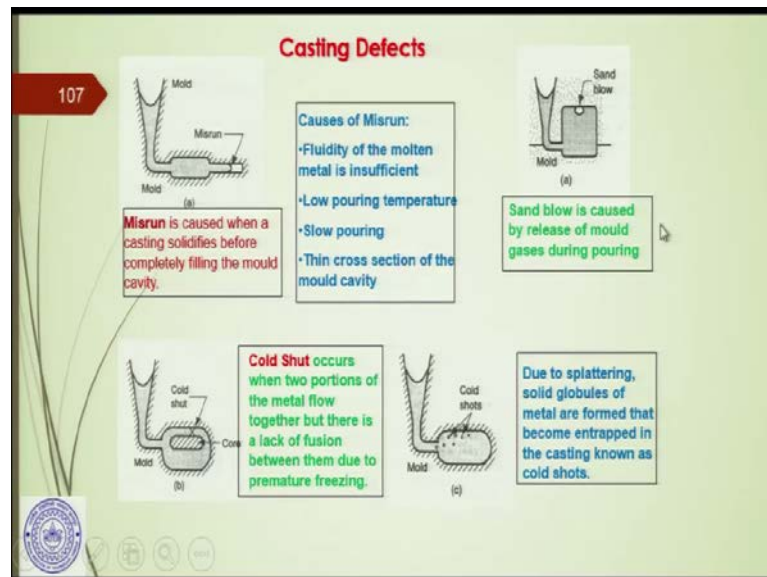 Casting Defects
107
Mold
Misrun
Mold
(a)
Misrun is caused when a
casting solidifies before
completely filling the mould
cavity.
Causes of Misrun:
•Fluidity of the molten
metal is insufficient
•Low pouring temperature
•Slow pouring
•Thin cross section of the
mould cavity
Sand
blow
Mold
(a)
Sand blow is caused
by release of mould
gases during pouring
Cold
shut
Core
Mold
(b)
Cold Shut occurs
when two portions of
the metal flow
together but there is
a lack of fusion
between them due to
premature freezing.
Cold
shots
Mold
(c)
Due to splattering,
solid globules of
metal are formed that
become entrapped in
the casting known as
cold shots.